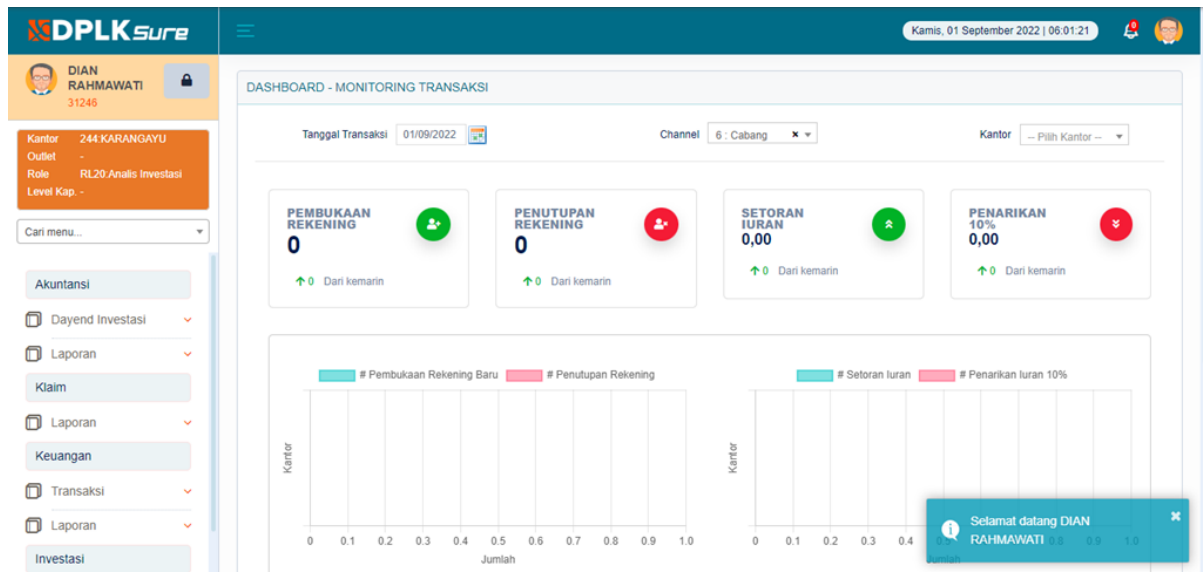 DPLKSure
Kamis, 01 September 2022 | 06:01:21
DIAN
RAHMAWATI
31246
Kantor 244:KARANGAYU
Outlet -
Role RL20:Analis Investasi
Level Kap. -
Cari menu...
Akuntansi
Dayend Investasi
Laporan
Klaim
Laporan
Keuangan
Transaksi
Laporan
Investasi
DASHBOARD - MONITORING TRANSAKSI
Tanggal Transaksi 01/09/2022
Channel 6 : Cabang × 
Kantor -- Pilih Kantor --
PEMBUKAAN
REKENING
0
0 Dari kemarin
PENUTUPAN
REKENING
0
0 Dari kemarin
SETORAN
IURAN
0,00
0 Dari kemarin
PENARIKAN
10%
0,00
0 Dari kemarin
# Pembukaan Rekening Baru # Penutupan Rekening
Kantor
0 0.1 0.2 0.3 0.4 0.5 0.6 0.7 0.8 0.9 1.0
Jumlah
# Setoran Iuran # Penarikan Iuran 10%
Kantor
0 0.1 0.2 0.3 0.4 0.5 0.8 0.9 1.0
Jumlah
Selamat datang DIAN
RAHMAWATI
×